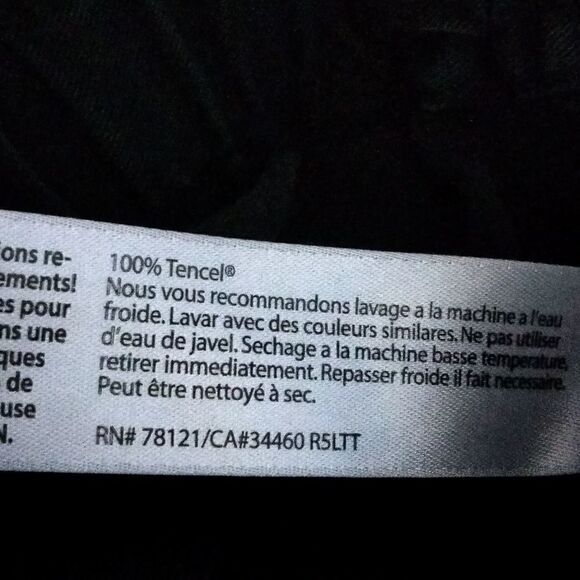 ions re-
ements!
es pour
ns une
ques
de
use
N.
100% Tencel®
Nous vous recommandons lavage a la machine a l'eau
froide. Lavar avec des couleurs similares. Ne pas utiliser
d'eau de javel. Sechage a la machine basse temperature,
retirer immediatement. Repasser froide il fait necessaire.
Peut être nettoyé à sec.
RN# 78121/CA#34460 R5LTT